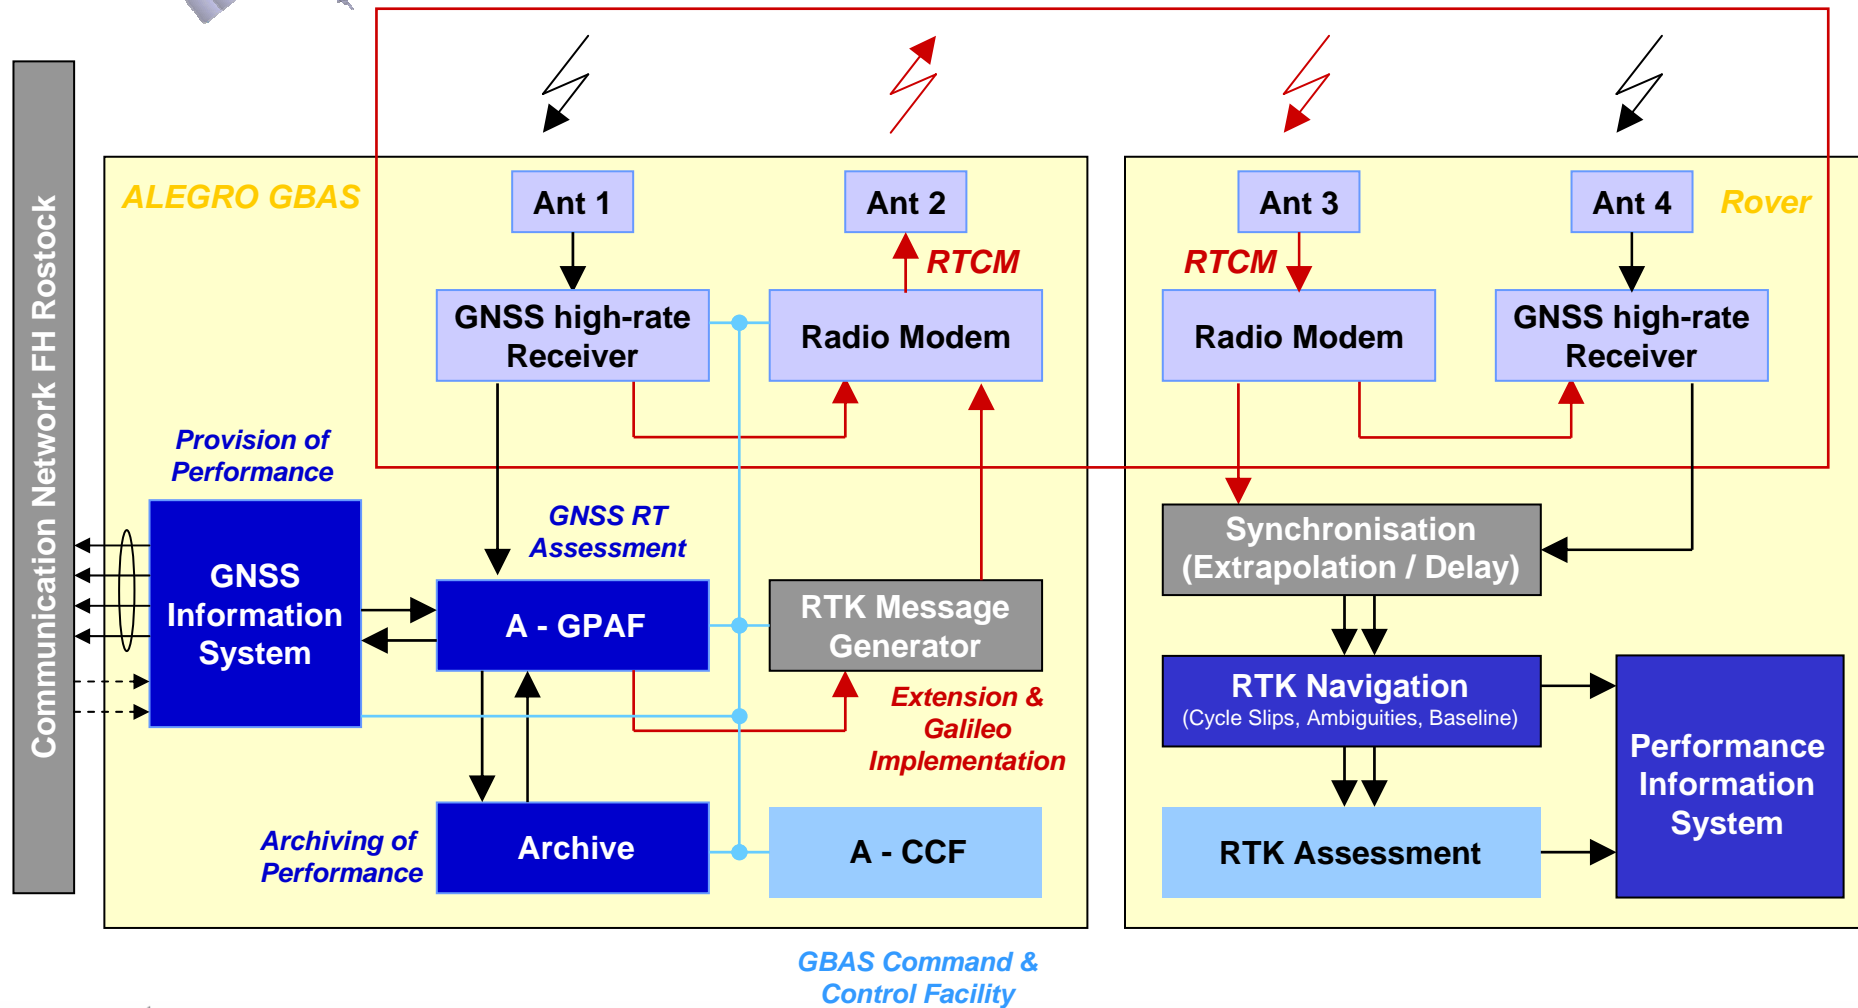 Communication Network FH Rostock
ALEGRO GBAS
Ant 1
Ant 2
RTCM
GNSS high-rate
Receiver
Radio Modem
Provision of
Performance
GNSS RT
Assessment
GNSS
Information
System
A - GPAF
RTK Message
Generator
Extension &
Galileo
Implementation
Archiving of
Performance
Archive
A - CCF
GBAS Command &
Control Facility
Rover
Ant 3
Ant 4
RTCM
Radio Modem
GNSS high-rate
Receiver
Synchronisation
(Extrapolation / Delay)
RTK Navigation
(Cycle Slips, Ambiguities, Baseline)
RTK Assessment
Performance
Information
System